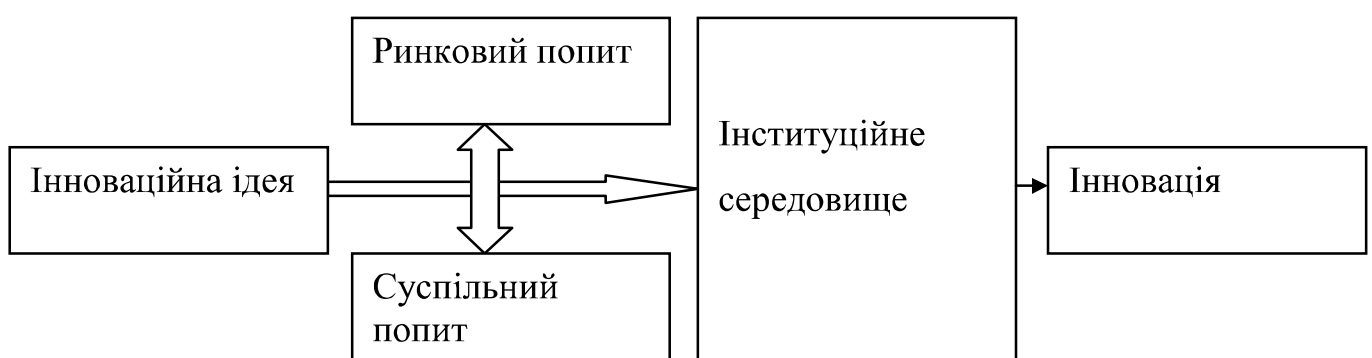 Ринковий попит
Інноваційна ідея
Суспільний
попит
Інституційне
середовище
Інновація